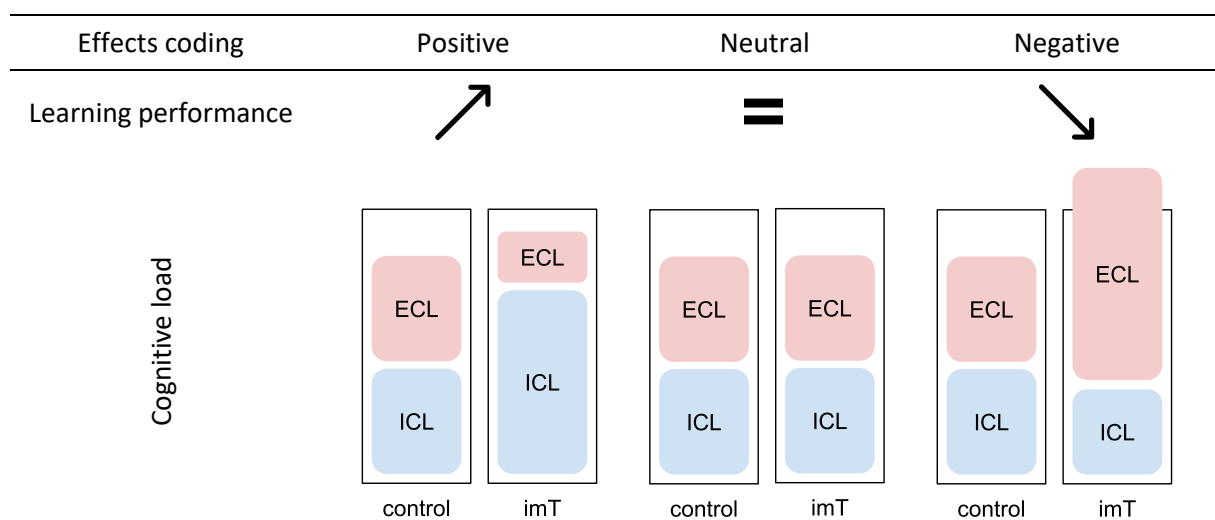 Effects coding Positive Neutral Negative
Learning performance
=
Cognitive load
ECL ICL ECL ICL ECL ICL ECL ICL ECL ICL ECL ICL
control imT control imT control imT